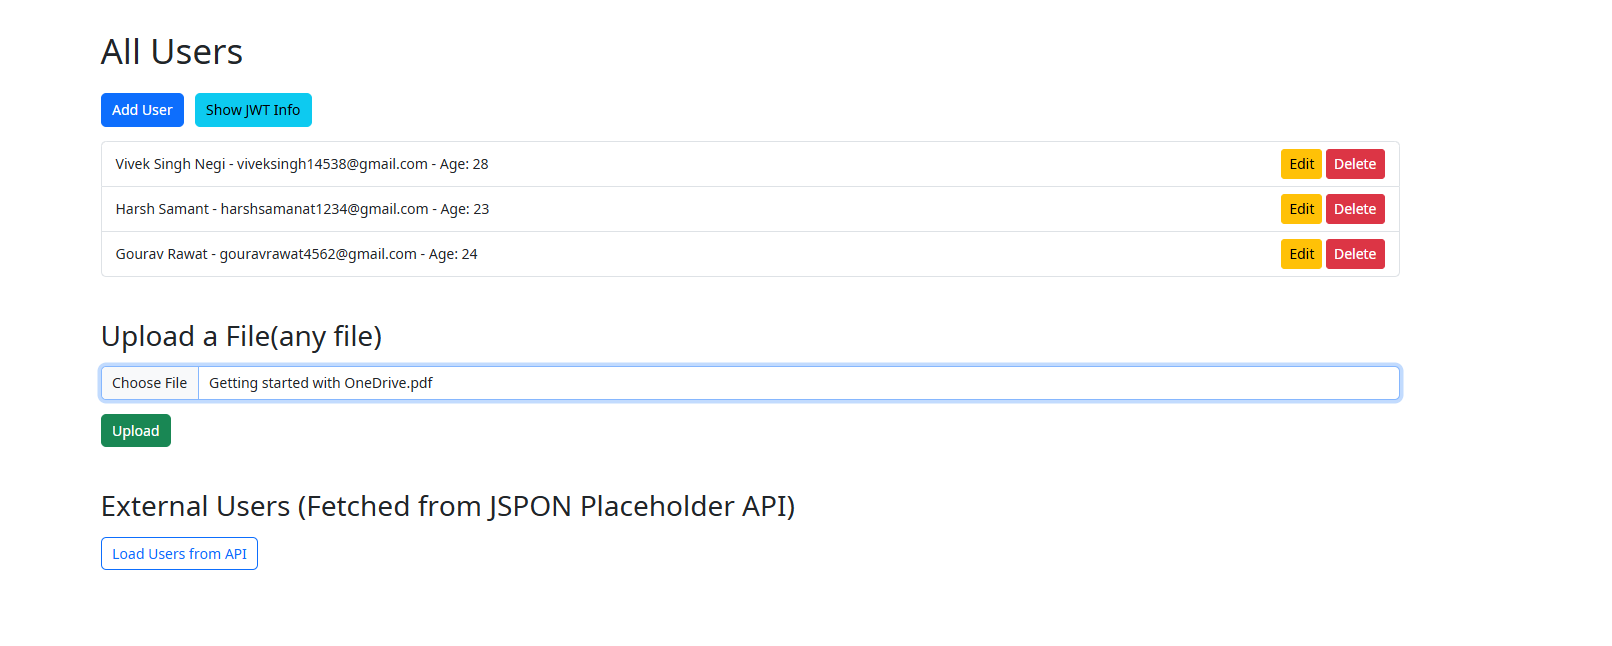 All Users
Add User Show JWT Info
Vivek Singh Negi - viveksingh14538@gmail.com - Age: 28 Edit Delete
Harsh Samant - harshsamanat1234@gmail.com - Age: 23 Edit Delete
Gourav Rawat - gouravrawat4562@gmail.com - Age: 24 Edit Delete
Upload a File(any file)
Choose File Getting started with OneDrive.pdf
Upload
External Users (Fetched from JSPON Placeholder API)
Load Users from API